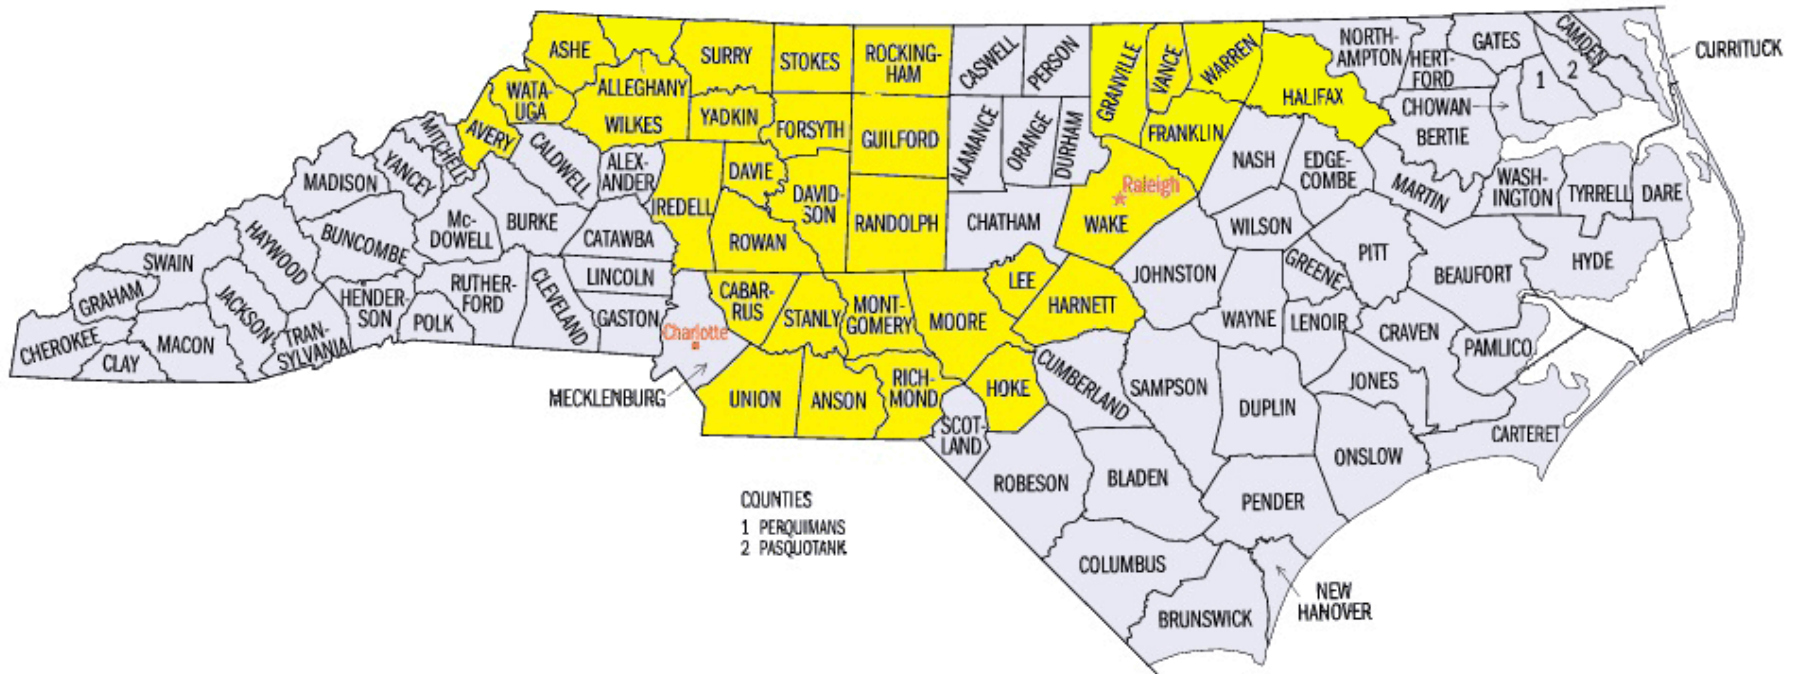 ASHE
ALLEGHANY
SURRY
STOKES
ROCKING-
HAM
CASWELL
PERSON
GRANVILLE
VANCE
WARREN
HALIFAX
NORTH-
AMPTON
HERT-
FORD
GATES
CAMDEN
CURRITUCK
1
2
CHOWAN
BERTIE
WATA-
UGA
WILKES
YADKIN
FORSYTH
GUILFORD
ALAMANCE
ORANGE
DURHAM
FRANKLIN
NASH
EDGE-
COMBE
MARTIN
WASH-
INGTON
TYRRELL
DARE
AVERY
MITCHELL
YANCEY
MADISON
CALDWELL
ALEX-
ANDER
IREDELL
DAVIE
DAVID-
SON
RANDOLPH
CHATHAM
Raleigh
WAKE
WILSON
PITT
BEAUFORT
HYDE
SWAIN
HAYWOOD
BUNCOMBE
Mc-
DOWELL
BURKE
CATAWBA
ROWAN
LEE
HARNETT
JOHNSTON
GREENE
GRAHAM
JACKSON
HENDER-
SON
RUTHER-
FORD
POLK
CLEVELAND
LINCOLN
GASTON
Charlotte
CABAR-
RUS
STANLY
MONT-
GOMERY
MOORE
WAYNE
LENOIR
CRAVEN
PAMLICO
CHEROKEE
CLAY
MACON
TRAN-
SYLVANIA
MECKLENBURG
UNION
ANSON
RICH-
MOND
HOKE
CUMBERLAND
SAMPSON
DUPLIN
JONES
CARTERET
SCOT-
LAND
ROBESON
BLADEN
PENDER
ONSLOW
COLUMBUS
BRUNSWICK
NEW
HANOVER
COUNTIES
1 PERQUIMANS
2 PASQUOTANK